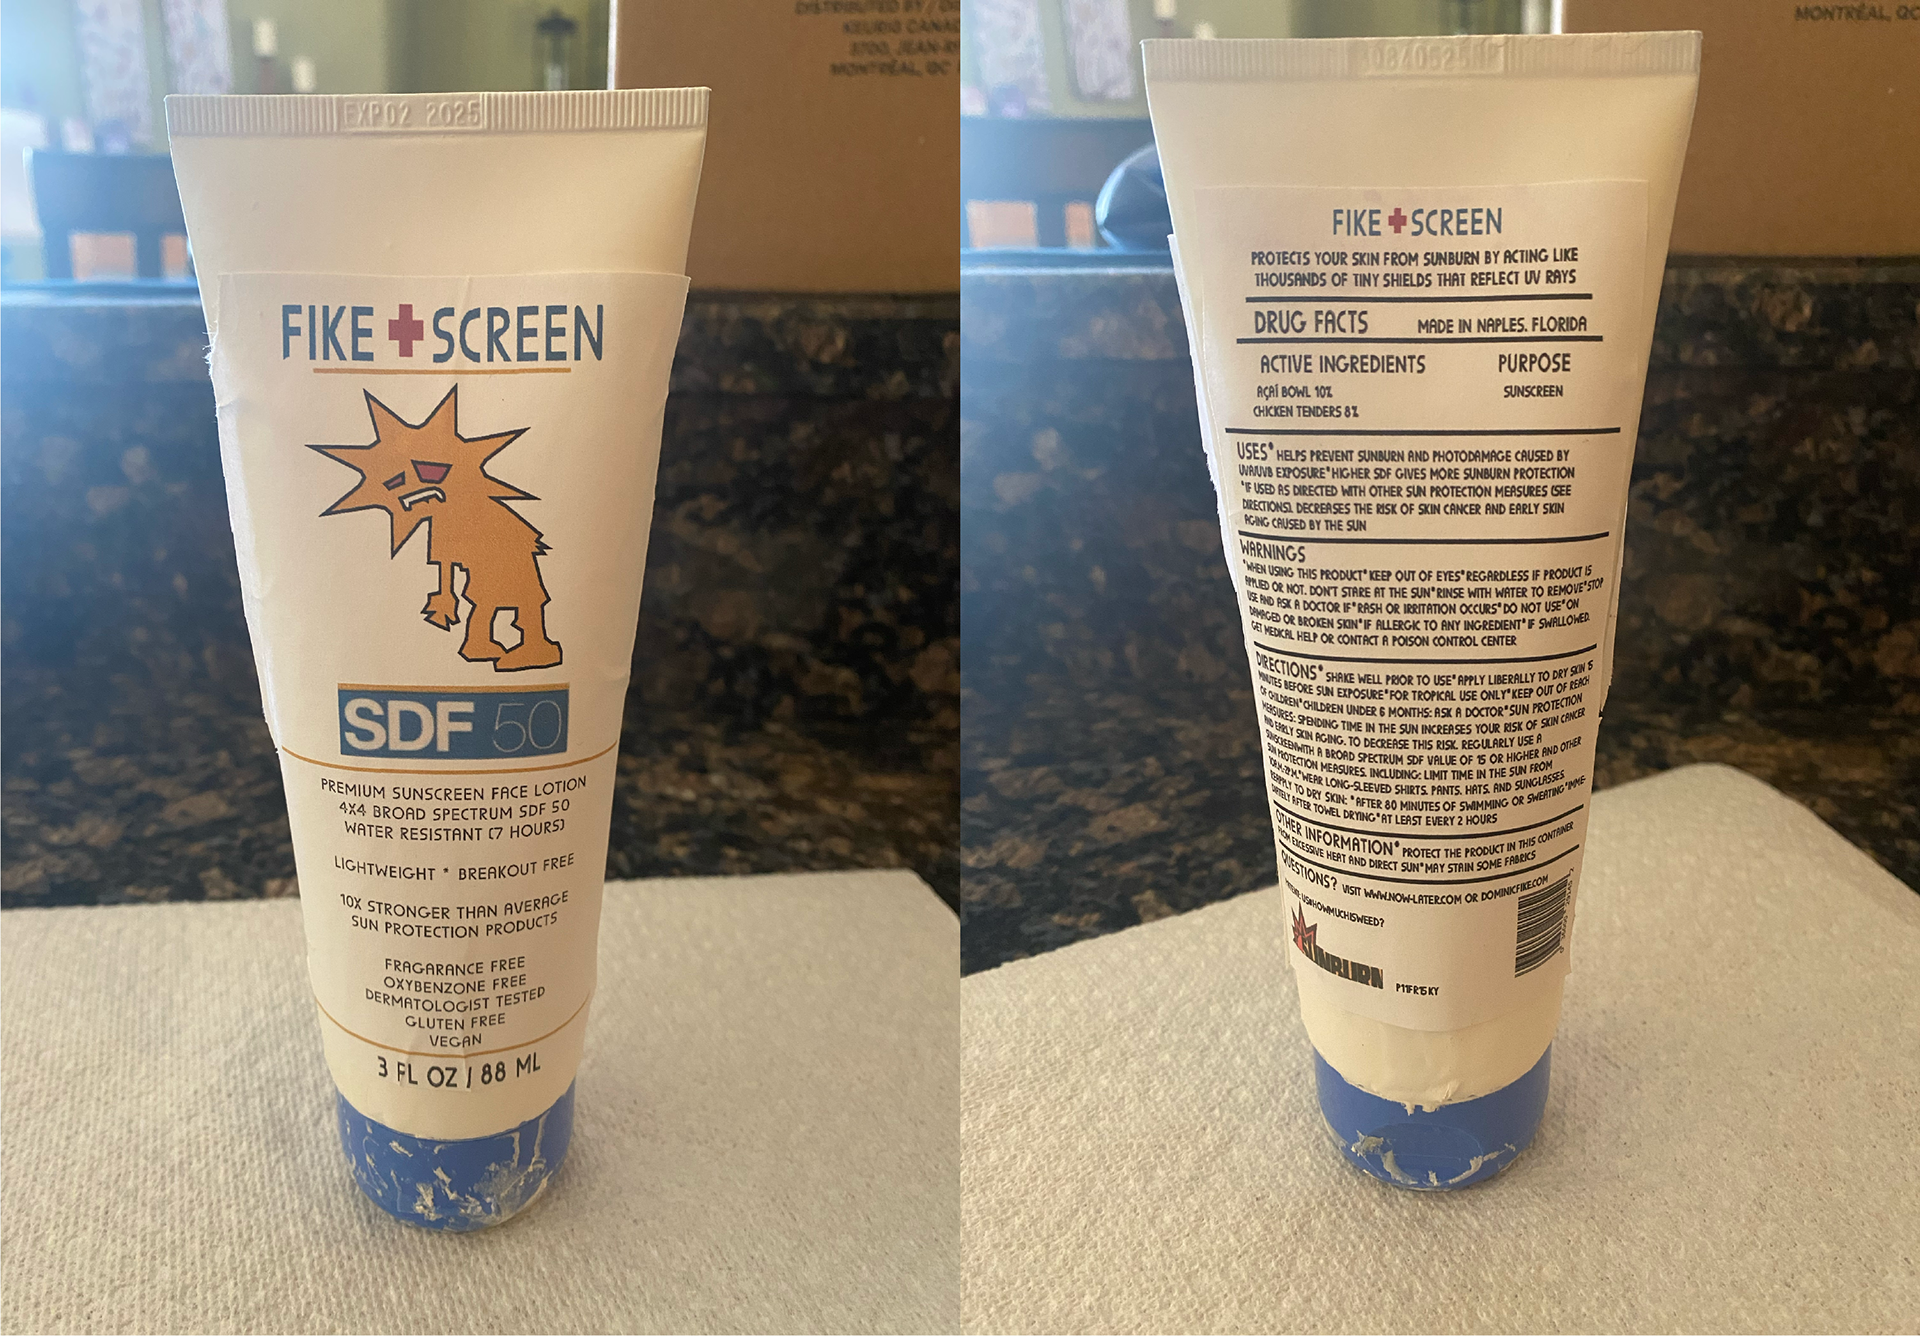 DISTRIBUTED BY / D
KEURIG CANAD
3700, JEAN-R
MONTRÉAL, QC
EXP02 2025
FIKE+SCREEN
SDF 50
PREMIUM SUNSCREEN FACE LOTION
4X4 BROAD SPECTRUM SDF 50
WATER RESISTANT (7 HOURS)
LIGHTWEIGHT * BREAKOUT FREE
10X STRONGER THAN AVERAGE
SUN PROTECTION PRODUCTS
FRAGARANCE FREE
OXYBENZONE FREE
DERMATOLOGIST TESTED
GLUTEN FREE
VEGAN
3 FL OZ / 88 ML
MONTRÉAL, QC
FIKE+SCREEN
PROTECTS YOUR SKIN FROM SUNBURN BY ACTING LIKE
THOUSANDS OF TINY SHIELDS THAT REFLECT UV RAYS
DRUG FACTS MADE IN NAPLES, FLORIDA
ACTIVE INGREDIENTS PURPOSE
AÇAÍ BOWL 10% SUNSCREEN
CHICKEN TENDERS 8%
USES* HELPS PREVENT SUNBURN AND PHOTODAMAGE CAUSED BY
UVA/UVB EXPOSURE*HIGHER SDF GIVES MORE SUNBURN PROTECTION
*IF USED AS DIRECTED WITH OTHER SUN PROTECTION MEASURES (SEE
DIRECTIONS), DECREASES THE RISK OF SKIN CANCER AND EARLY SKIN
AGING CAUSED BY THE SUN
WARNINGS
*WHEN USING THIS PRODUCT*KEEP OUT OF EYES*REGARDLESS IF PRODUCT IS
APPLIED OR NOT, DON'T STARE AT THE SUN*RINSE WITH WATER TO REMOVE*STOP
USE AND ASK A DOCTOR IF*RASH OR IRRITATION OCCURS*DO NOT USE*ON
DAMAGED OR BROKEN SKIN*IF ALLERGIC TO ANY INGREDIENT*IF SWALLOWED,
GET MEDICAL HELP OR CONTACT A POISON CONTROL CENTER
DIRECTIONS* SHAKE WELL PRIOR TO USE*APPLY LIBERALLY TO DRY SKIN 15
MINUTES BEFORE SUN EXPOSURE*FOR TROPICAL USE ONLY*KEEP OUT OF REACH
OF CHILDREN*CHILDREN UNDER 6 MONTHS: ASK A DOCTOR*SUN PROTECTION
MEASURES: SPENDING TIME IN THE SUN INCREASES YOUR RISK OF SKIN CANCER
AND EARLY SKIN AGING. TO DECREASE THIS RISK, REGULARLY USE A
SUNSCREENWITH A BROAD SPECTRUM SDF VALUE OF 15 OR HIGHER AND OTHER
SUN PROTECTION MEASURES, INCLUDING: LIMIT TIME IN THE SUN FROM
10A.M.-2P.M.*WEAR LONG-SLEEVED SHIRTS, PANTS, HATS, AND SUNGLASSES.
REAPPLY TO DRY SKIN: *AFTER 80 MINUTES OF SWIMMING OR SWEATING*IMME-
DIATELY AFTER TOWEL DRYING*AT LEAST EVERY 2 HOURS
OTHER INFORMATION* PROTECT THE PRODUCT IN THIS CONTAINER
FROM EXCESSIVE HEAT AND DIRECT SUN*MAY STAIN SOME FABRICS
QUESTIONS? VISIT WWW.NOW-LATER.COM OR DOMINICFIKE.COM
US#HOWMUCHISWEED?
SUNBURN
P11FR15KY